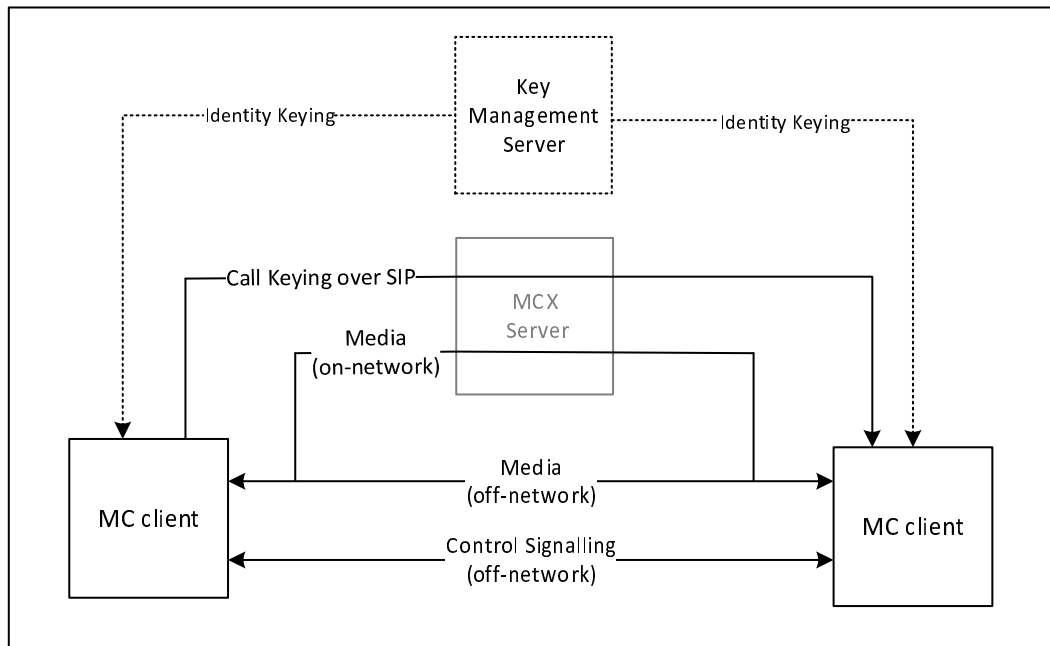 Key
Management
Server
Identity Keying
Identity Keying
Call Keying over SIP
MCX
Server
Media
(on-network)
Media
(off-network)
MC client
MC client
Control Signalling
(off-network)